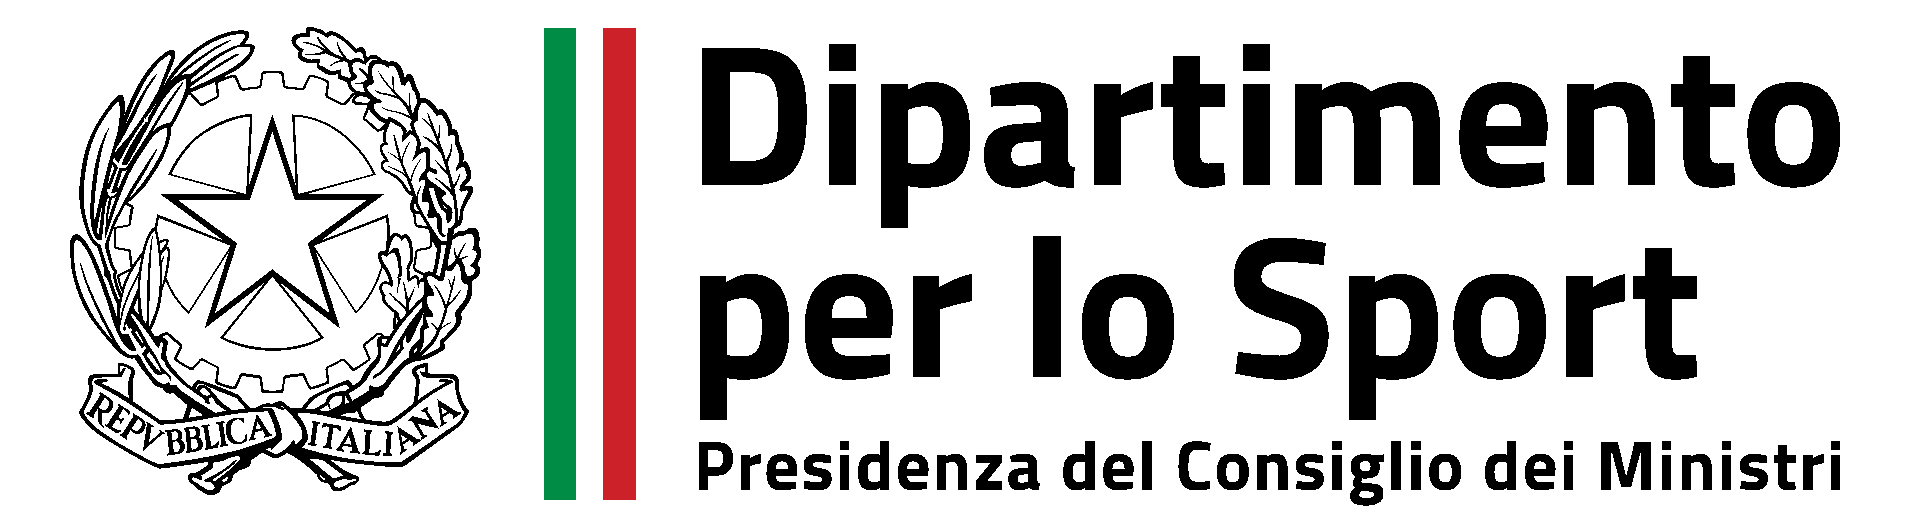 REPVBBLICA ITALIANA
Dipartimento
per lo Sport
Presidenza del Consiglio dei Ministri